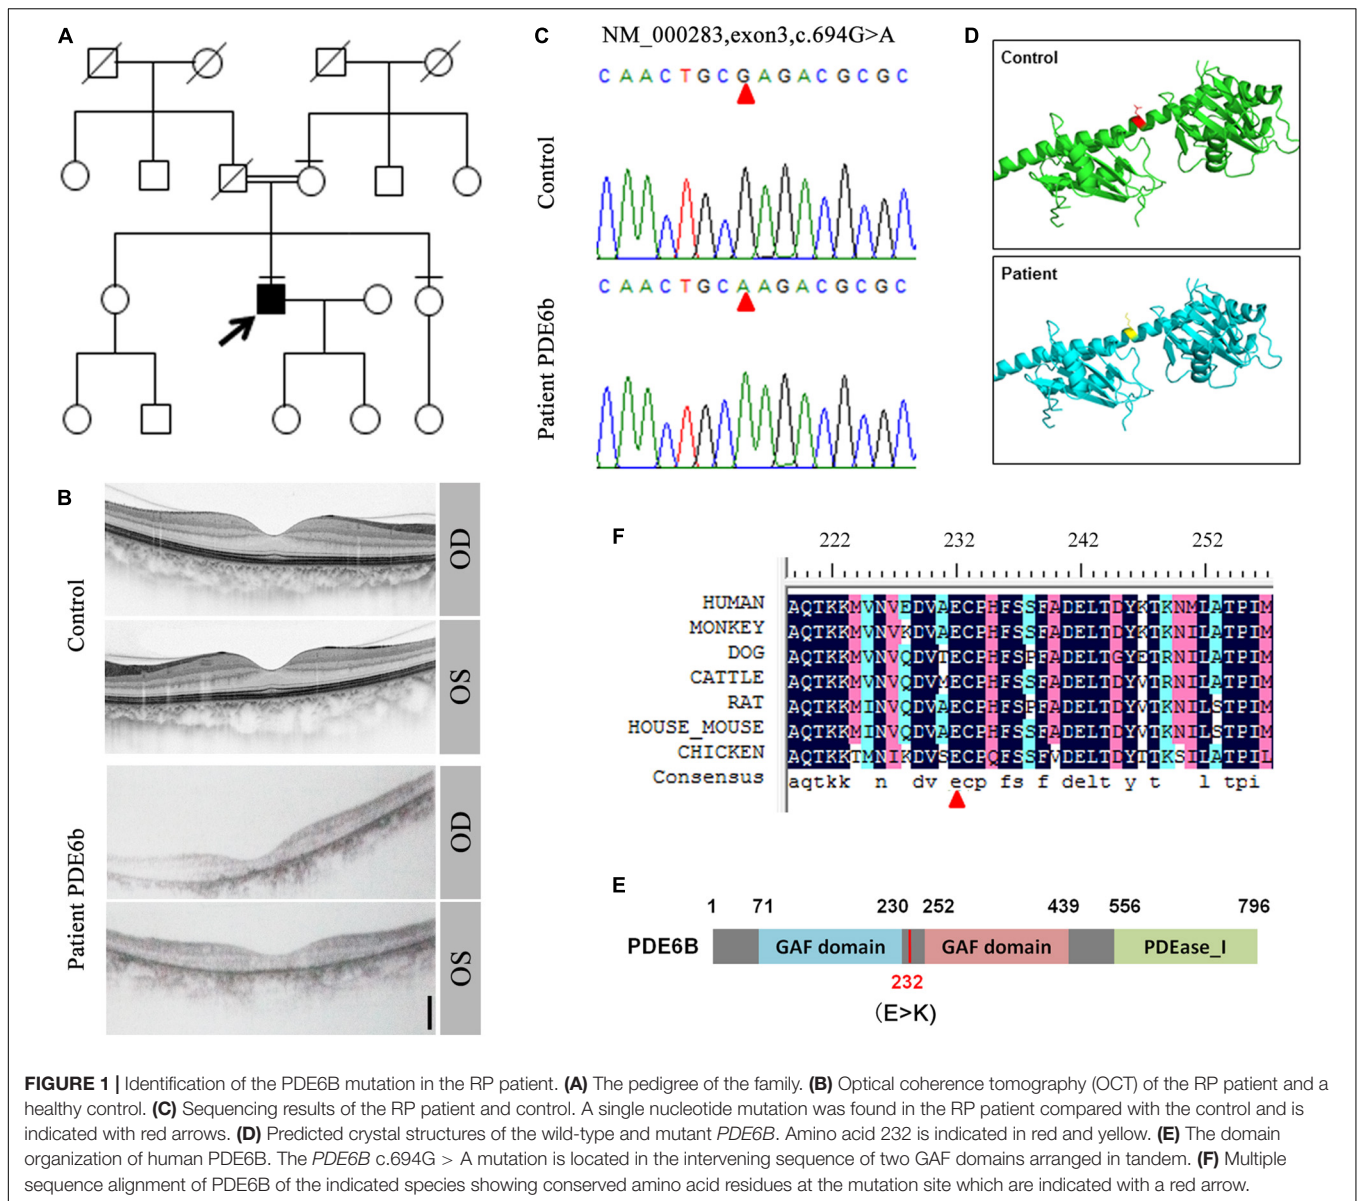 A
B
Control
OD
OS
Patient PDE6b
OD
OS
C
NM_000283,exon3,c.694G>A
C A A C T G C G A G A C G C G C
Control
C A A C T G C A A G A C G C G C
Patient PDE6b
D
Control
Patient
F
222 232 242 252
HUMAN AQTKKMVNVEDVAECPHFSSFADELTDYKTKNMLATPIM
MONKEY AQTKKMVNVKDVAECPHFSSFADELTDYKTKNILATPIM
DOG AQTKKMVNVQDVTECPHFSPFADELTGYETRNILATPIM
CATTLE AQTKKMVNVQDVMECPHFSSFADELTDYVTRNILATPIM
RAT AQTKKMINVQDVAECPHFSPFADELTDYVTKNILSTPIM
HOUSE_MOUSE AQTKKMINVQDVAECPHFSSFADELTDYVTKNILSTPIM
CHICKEN AQTKKTMNIKDVSECPQFSSFVDELTDYTTKSILATPIL
Consensus aqtkk n dv ecp fs f delt y t l tpi
E
1 71 230 252 439 556 796
PDE6B GAF domain GAF domain PDEase_I
232
(E>K)
FIGURE 1 | Identification of the PDE6B mutation in the RP patient. (A) The pedigree of the family. (B) Optical coherence tomography (OCT) of the RP patient and a
healthy control. (C) Sequencing results of the RP patient and control. A single nucleotide mutation was found in the RP patient compared with the control and is
indicated with red arrows. (D) Predicted crystal structures of the wild-type and mutant PDE6B. Amino acid 232 is indicated in red and yellow. (E) The domain
organization of human PDE6B. The PDE6B c.694G > A mutation is located in the intervening sequence of two GAF domains arranged in tandem. (F) Multiple
sequence alignment of PDE6B of the indicated species showing conserved amino acid residues at the mutation site which are indicated with a red arrow.